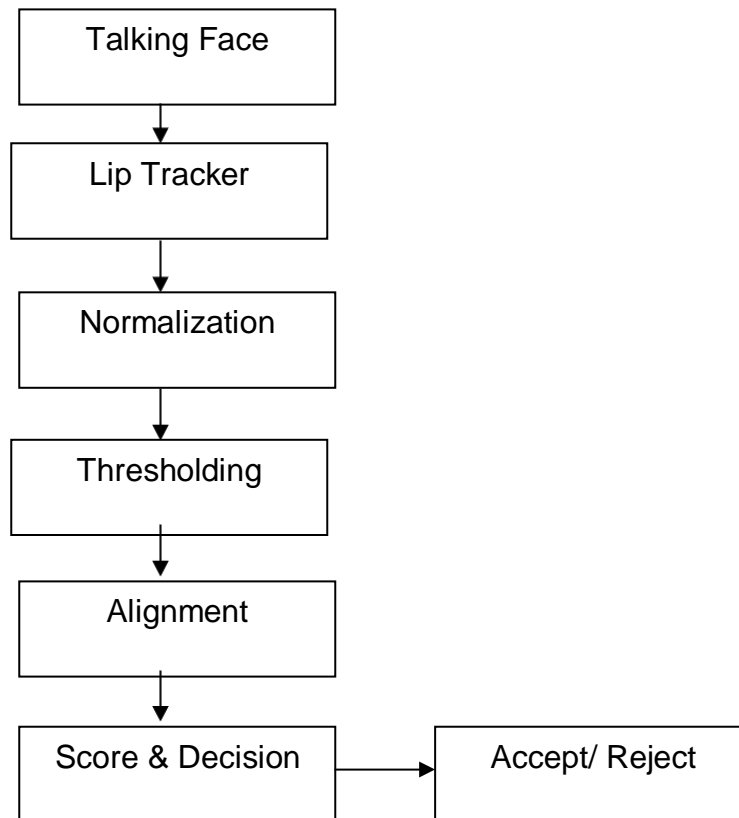 Talking Face
Lip Tracker
Normalization
Thresholding
Alignment
Score & Decision
Accept/ Reject